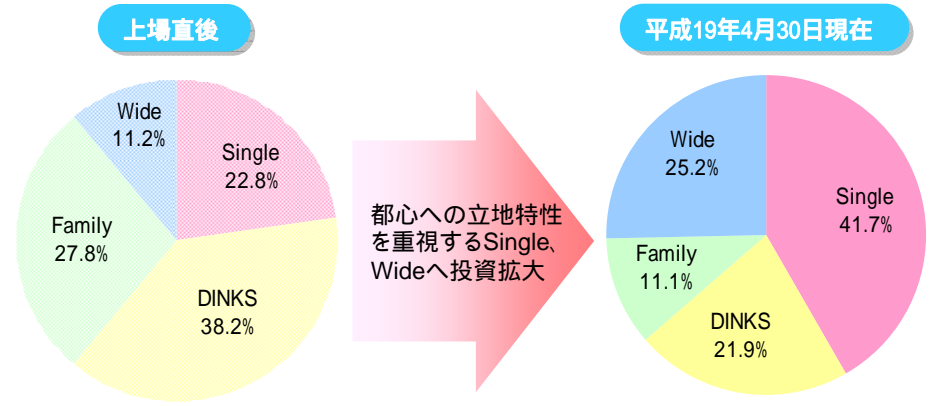 上場直後
平成19年4月30日現在
Wide
11.2%
Single
22.8%
Family
27.8%
DINKS
38.2%
都心への立地特性
を重視するSingle、
Wideへ投資拡大
Wide
25.2%
Single
41.7%
Family
11.1%
DINKS
21.9%